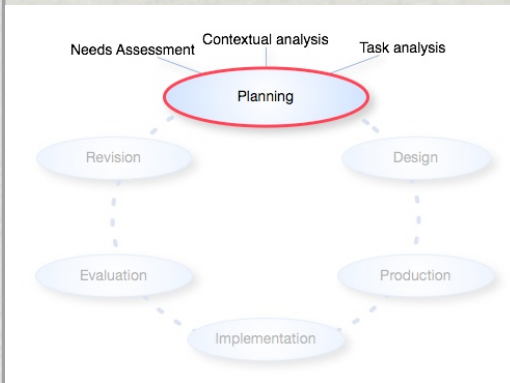 Contextual analysis
Needs Assessment
Task analysis
Planning
Revision
Design
Evaluation
Production
Implementation